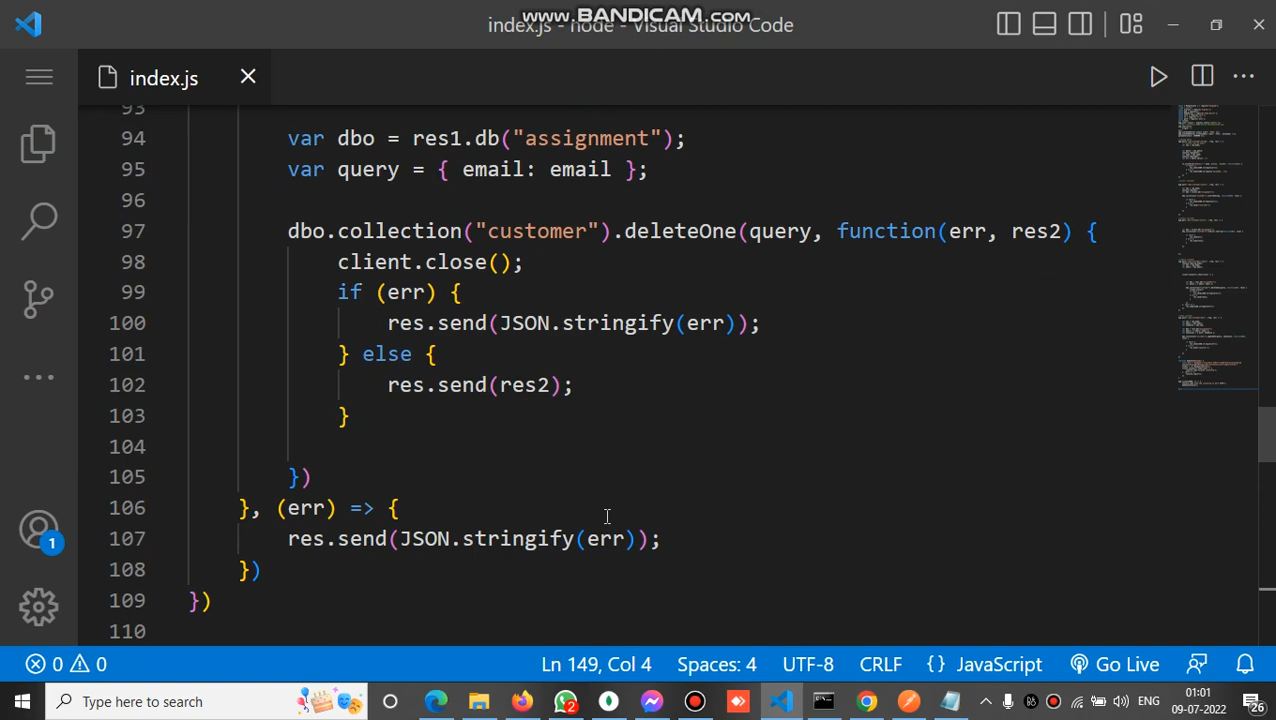 www.BANDICAM.com
index.js - node - Visual Studio Code
index.js
93
94 var dbo = res1.db("assignment");
95 var query = { email: email };
96
97 dbo.collection("customer").deleteOne(query, function(err, res2) {
98 client.close();
99 if (err) {
100 res.send(JSON.stringify(err));
101 } else {
102 res.send(res2);
103 }
104
105 })
106 }, (err) => {
107 res.send(JSON.stringify(err));
108 })
109 })
110
1
0 0 Ln 149, Col 4 Spaces: 4 UTF-8 CRLF {} JavaScript Go Live
Type here to search
2
ENG
01:01
09-07-2022
26